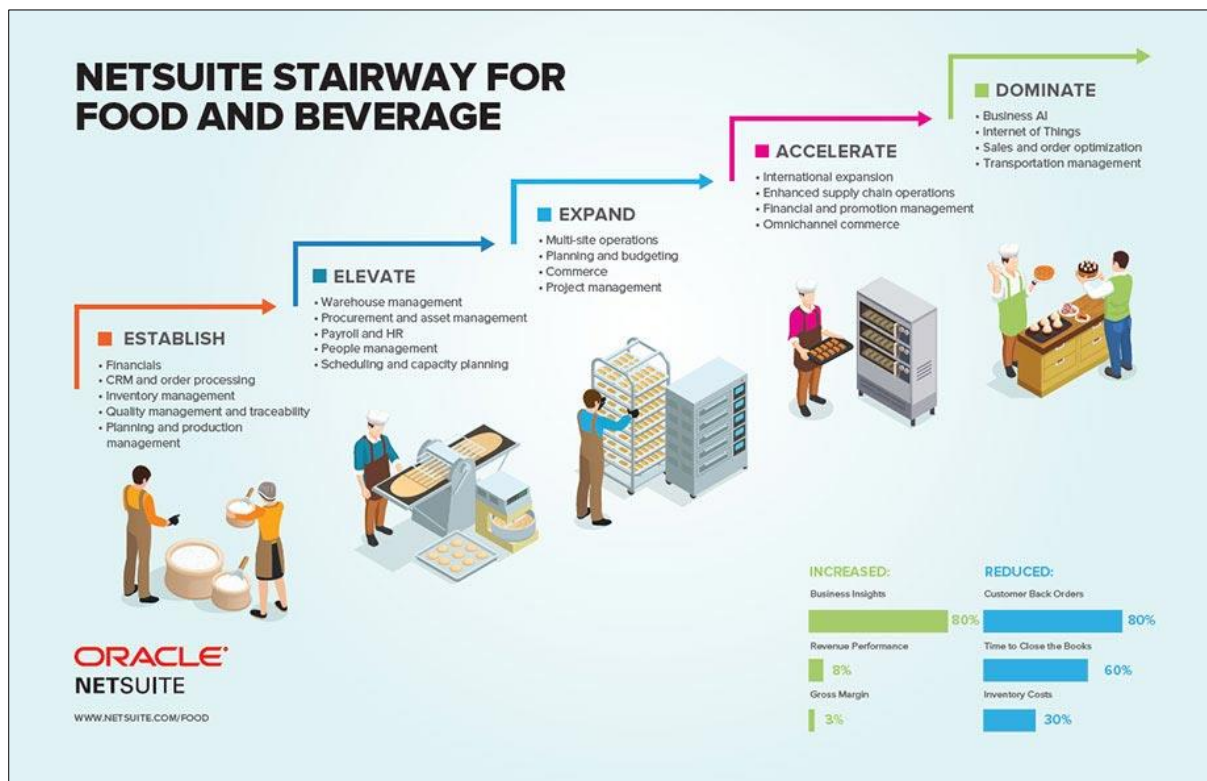 NETSUITE STAIRWAY FOR
FOOD AND BEVERAGE
ESTABLISH
• Financials
• CRM and order processing
• Inventory management
• Quality management and traceability
• Planning and production
management
ELEVATE
• Warehouse management
• Procurement and asset management
• Payroll and HR
• People management
• Scheduling and capacity planning
EXPAND
• Multi-site operations
• Planning and budgeting
• Commerce
• Project management
ACCELERATE
• International expansion
• Enhanced supply chain operations
• Financial and promotion management
• Omnichannel commerce
DOMINATE
• Business AI
• Internet of Things
• Sales and order optimization
• Transportation management
INCREASED:
Business Insights
80%
Revenue Performance
8%
Gross Margin
3%
REDUCED:
Customer Back Orders
80%
Time to Close the Books
60%
Inventory Costs
30%
ORACLE
NETSUITE
WWW.NETSUITE.COM/FOOD